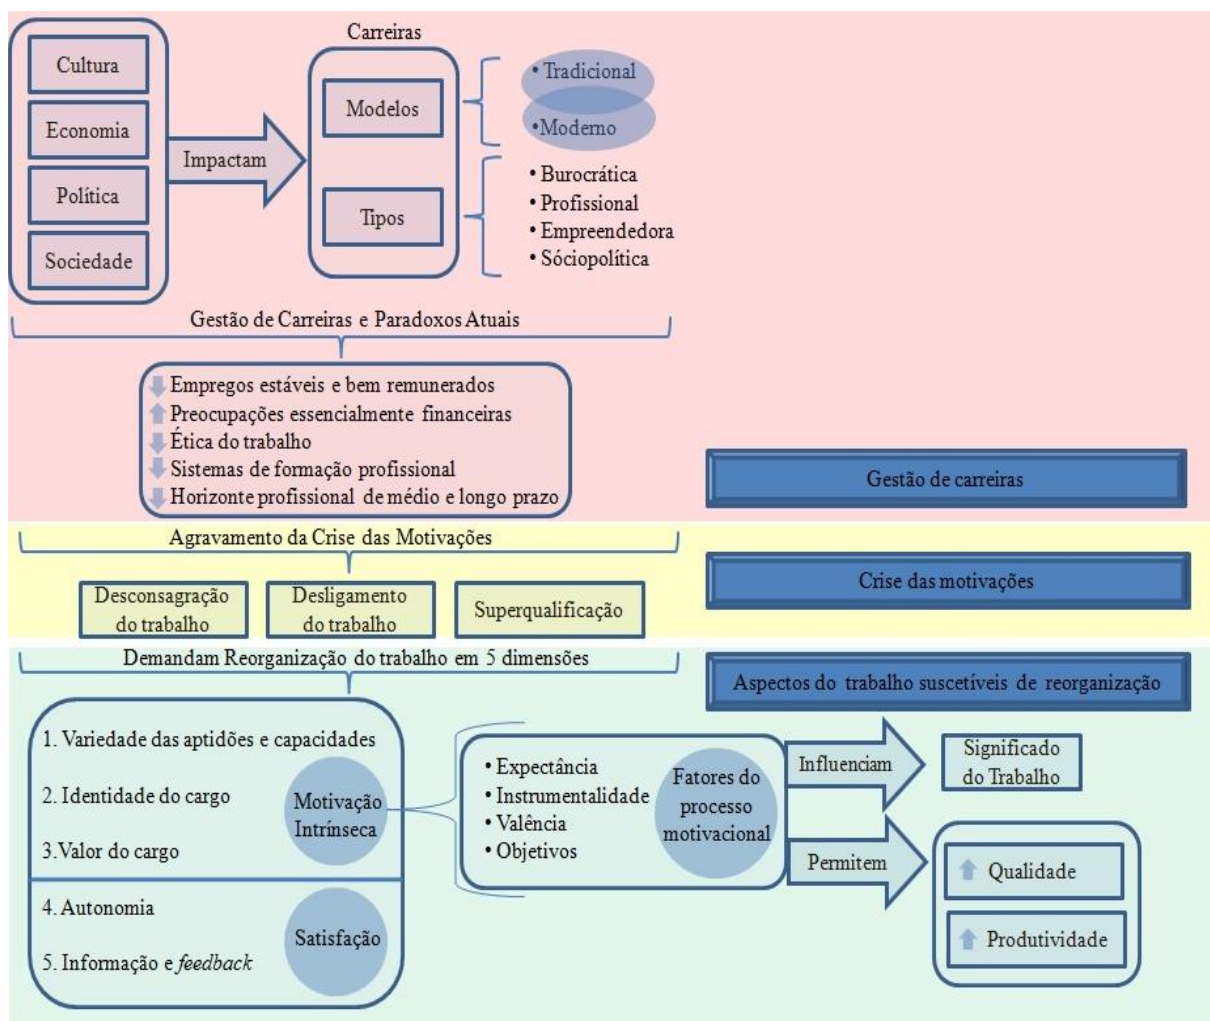 Cultura
Economia
Política
Sociedade
Impactam
Carreiras
Modelos
Tipos
• Tradicional
• Moderno
• Burocrática
• Profissional
• Empreendedora
• Sóciopolítica
Gestão de Carreiras e Paradoxos Atuais
Empregos estáveis e bem remunerados
Preocupações essencialmente financeiras
Ética do trabalho
Sistemas de formação profissional
Horizonte profissional de médio e longo prazo
Gestão de carreiras
Agravamento da Crise das Motivações
Desconsagração
do trabalho
Desligamento
do trabalho
Superqualificação
Crise das motivações
Demandam Reorganização do trabalho em 5 dimensões
Aspectos do trabalho suscetíveis de reorganização
1. Variedade das aptidões e capacidades
2. Identidade do cargo
3.Valor do cargo
Motivação
Intrínseca
4. Autonomia
5. Informação e feedback
Satisfação
• Expectância
• Instrumentalidade
• Valência
• Objetivos
Fatores do
processo
motivacional
Influenciam
Significado
do Trabalho
Permitem
Qualidade
Produtividade